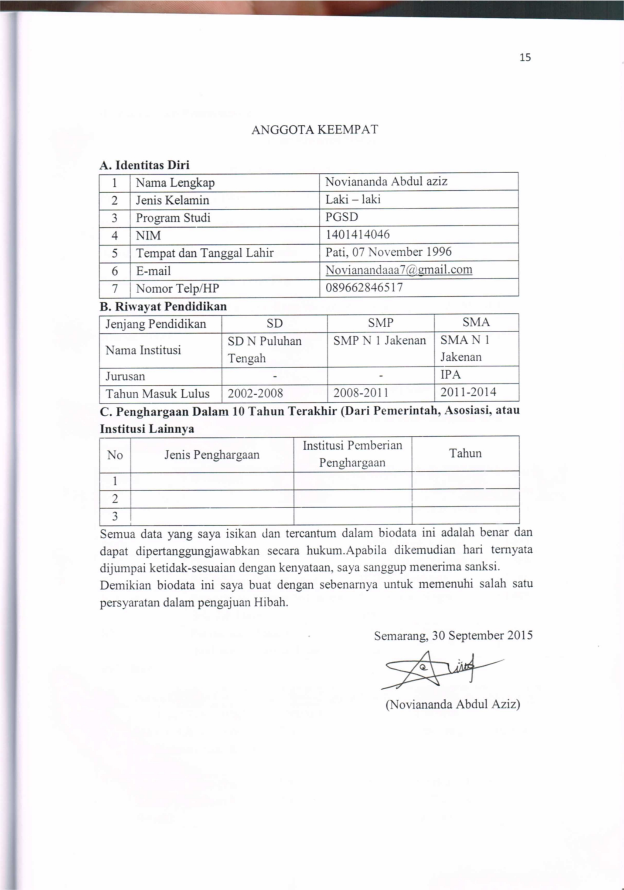 15
ANGGOTA KEEMPAT
A. Identitas Diri
1 Nama Lengkap Noviananda Abdul aziz
2 Jenis Kelamin Laki – laki
3 Program Studi PGSD
4 NIM 1401414046
5 Tempat dan Tanggal Lahir Pati, 07 November 1996
6 E-mail Novianandaaa7@gmail.com
7 Nomor Telp/HP 089662846517
B. Riwayat Pendidikan
Jenjang Pendidikan SD SMP SMA
Nama Institusi SD N Puluhan Tengah SMP N 1 Jakenan SMA N 1 Jakenan
Jurusan - - IPA
Tahun Masuk Lulus 2002-2008 2008-2011 2011-2014
C. Penghargaan Dalam 10 Tahun Terakhir (Dari Pemerintah, Asosiasi, atau
Institusi Lainnya
No Jenis Penghargaan Institusi Pemberian Penghargaan Tahun
1
2
3
Semua data yang saya isikan dan tercantum dalam biodata ini adalah benar dan
dapat dipertanggungjawabkan secara hukum.Apabila dikemudian hari ternyata
dijumpai ketidak-sesuaian dengan kenyataan, saya sanggup menerima sanksi.
Demikian biodata ini saya buat dengan sebenarnya untuk memenuhi salah satu
persyaratan dalam pengajuan Hibah.
Semarang, 30 September 2015
(Noviananda Abdul Aziz)